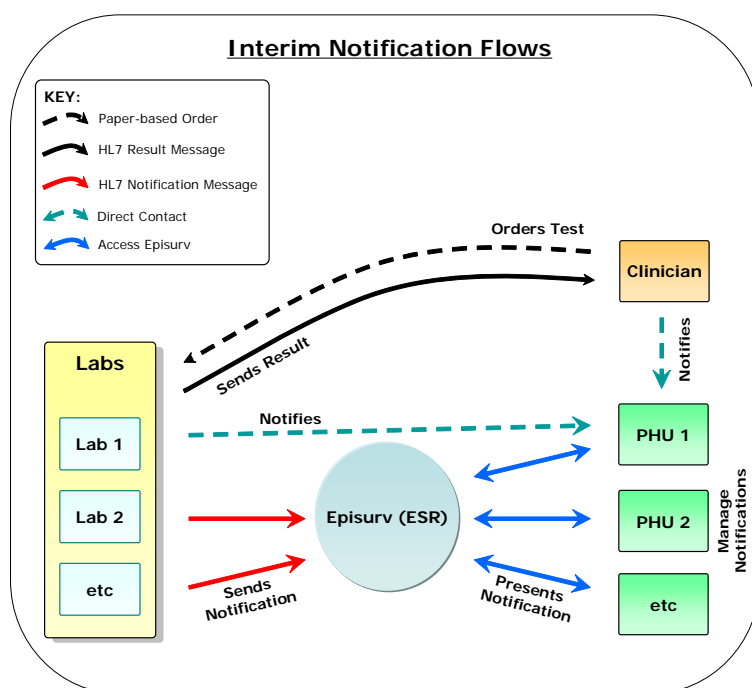 Interim Notification Flows
KEY:
Paper-based Order
HL7 Result Message
HL7 Notification Message
Direct Contact
Access Episurv
Orders Test
Clinician
Sends Result
Notifies
Labs
Lab 1
Lab 2
etc
Notifies
Episurv (ESR)
Sends
Notification
Presents
Notification
PHU 1
PHU 2
etc
Manage
Notifications